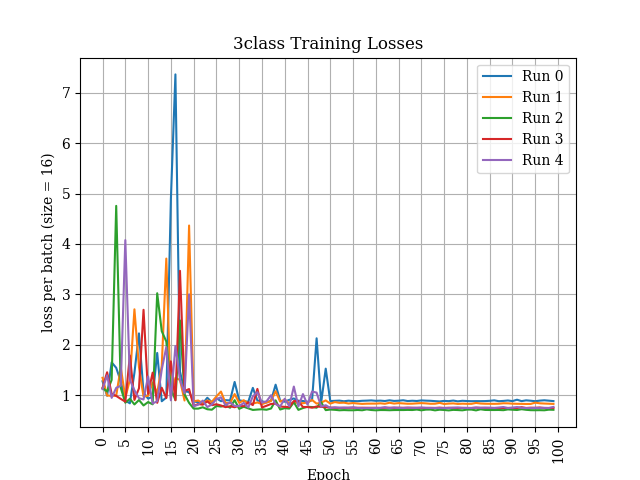 3class Training Losses
loss per batch (size = 16)
7
6
5
4
3
2
1
Run 0
Run 1
Run 2
Run 3
Run 4
0 5 10 15 20 25 30 35 40 45 50 55 60 65 70 75 80 85 90 95 100
Epoch